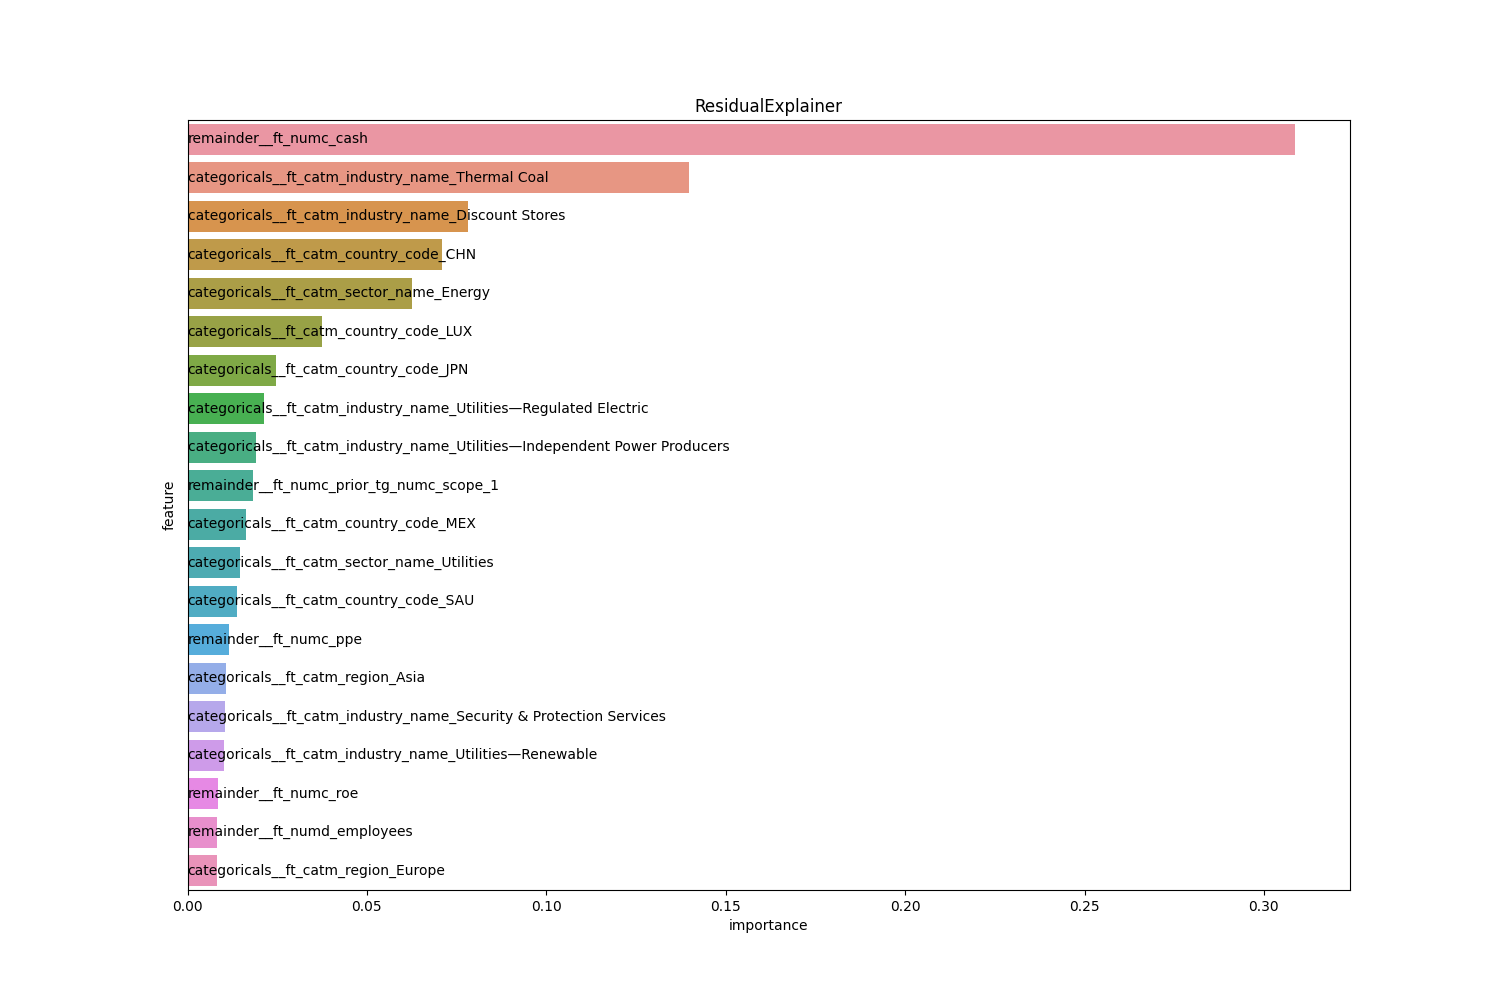 ResidualExplainer
remainder__ft_numc_cash
categoricals__ft_catm_industry_name_Thermal Coal
categoricals__ft_catm_industry_name_Discount Stores
categoricals__ft_catm_country_code_CHN
categoricals__ft_catm_sector_name_Energy
categoricals__ft_catm_country_code_LUX
categoricals__ft_catm_country_code_JPN
categoricals__ft_catm_industry_name_Utilities—Regulated Electric
categoricals__ft_catm_industry_name_Utilities—Independent Power Producers
remainder__ft_numc_prior_tg_numc_scope_1
categoricals__ft_catm_country_code_MEX
categoricals__ft_catm_sector_name_Utilities
categoricals__ft_catm_country_code_SAU
remainder__ft_numc_ppe
categoricals__ft_catm_region_Asia
categoricals__ft_catm_industry_name_Security & Protection Services
categoricals__ft_catm_industry_name_Utilities—Renewable
remainder__ft_numc_roe
remainder__ft_numd_employees
categoricals__ft_catm_region_Europe
feature
0.00 0.05 0.10 0.15 0.20 0.25 0.30
importance